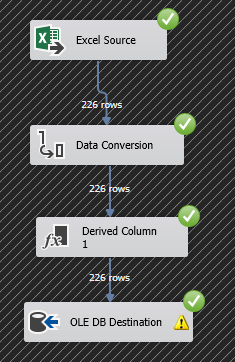 Excel Source
226 rows
Data Conversion
226 rows
Derived Column
1
226 rows
OLE DB Destination